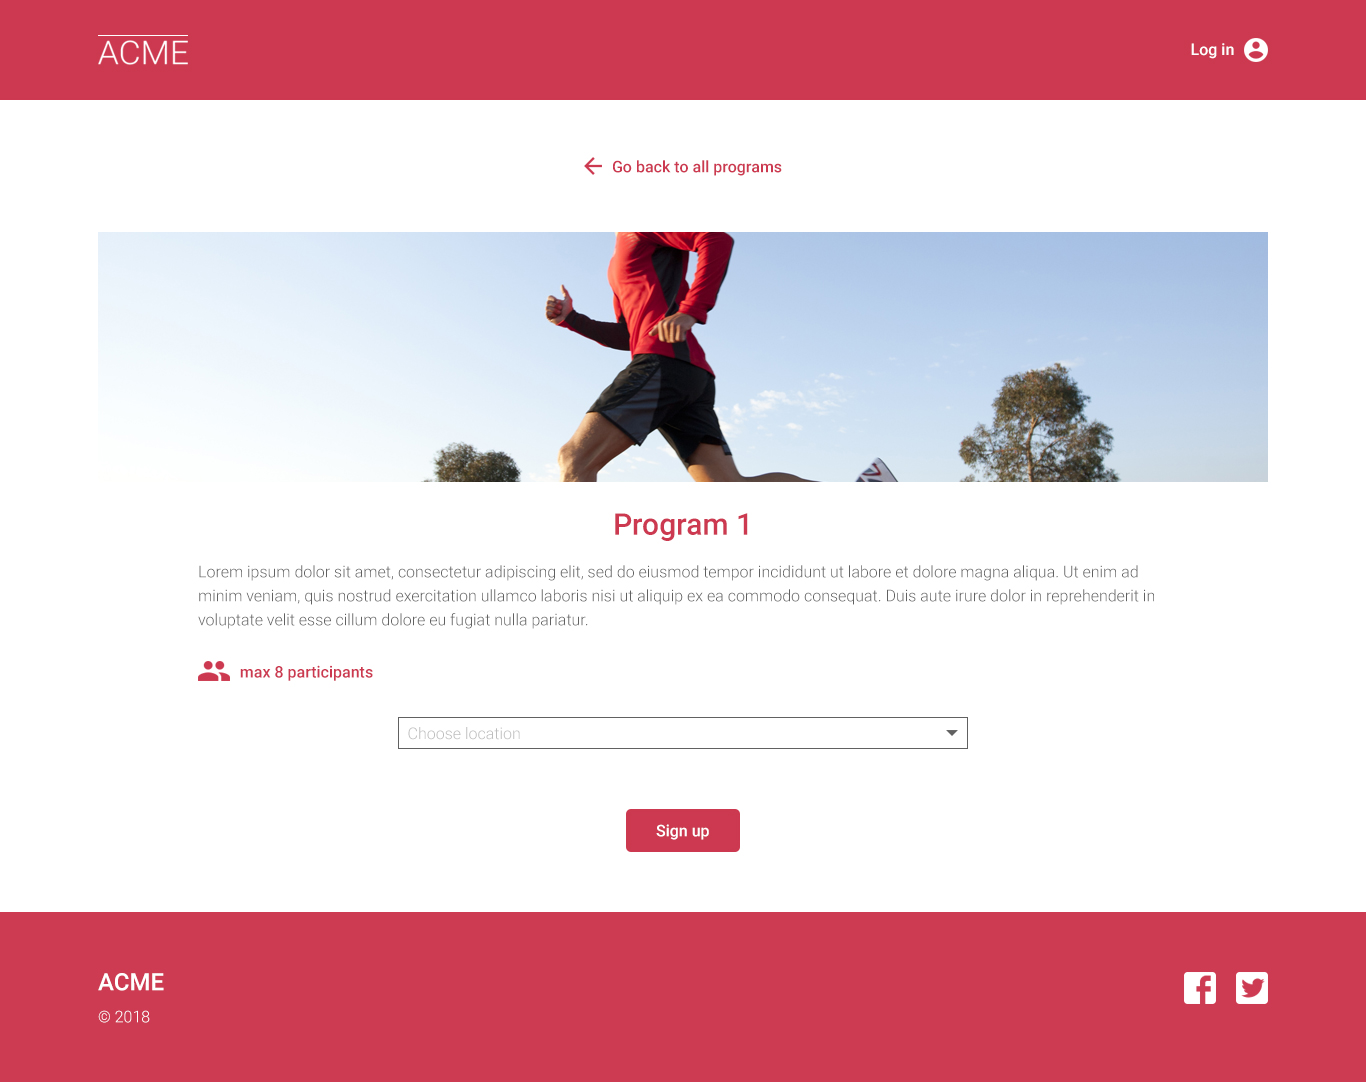 ACME
Log in
Go back to all programs
Program 1
Lorem ipsum dolor sit amet, consectetur adipiscing elit, sed do eiusmod tempor incididunt ut labore et dolore magna aliqua. Ut enim ad
minim veniam, quis nostrud exercitation ullamco laboris nisi ut aliquip ex ea commodo consequat. Duis aute irure dolor in reprehenderit in
voluptate velit esse cillum dolore eu fugiat nulla pariatur.
max 8 participants
Choose location
Sign up
ACME
© 2018